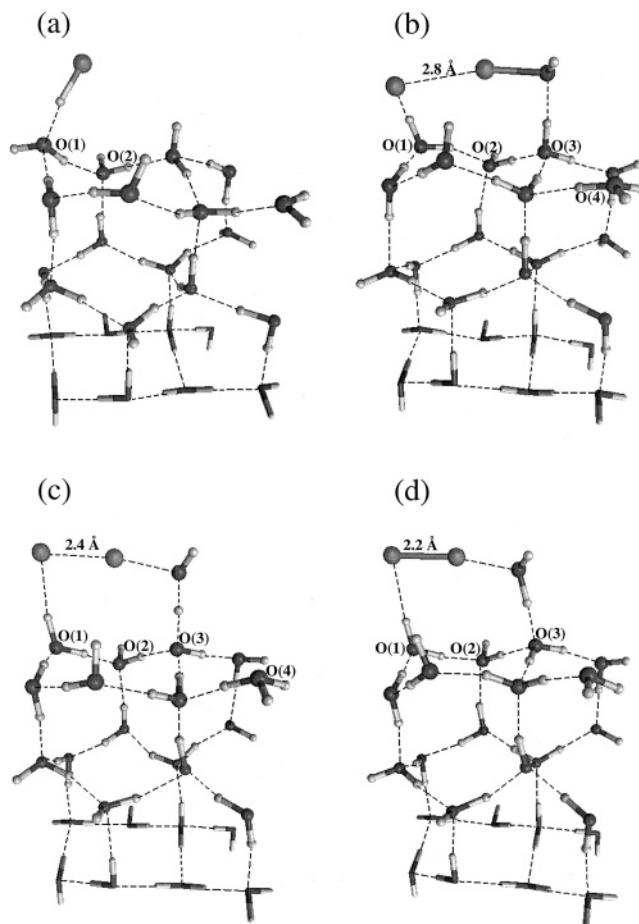 (a)
O(1)
O(2)
(b)
2.8 Å
O(1)
O(2)
O(3)
O(4)
(c)
2.4 Å
O(1)
O(2)
O(3)
O(4)
(d)
2.2 Å
O(1)
O(2)
O(3)